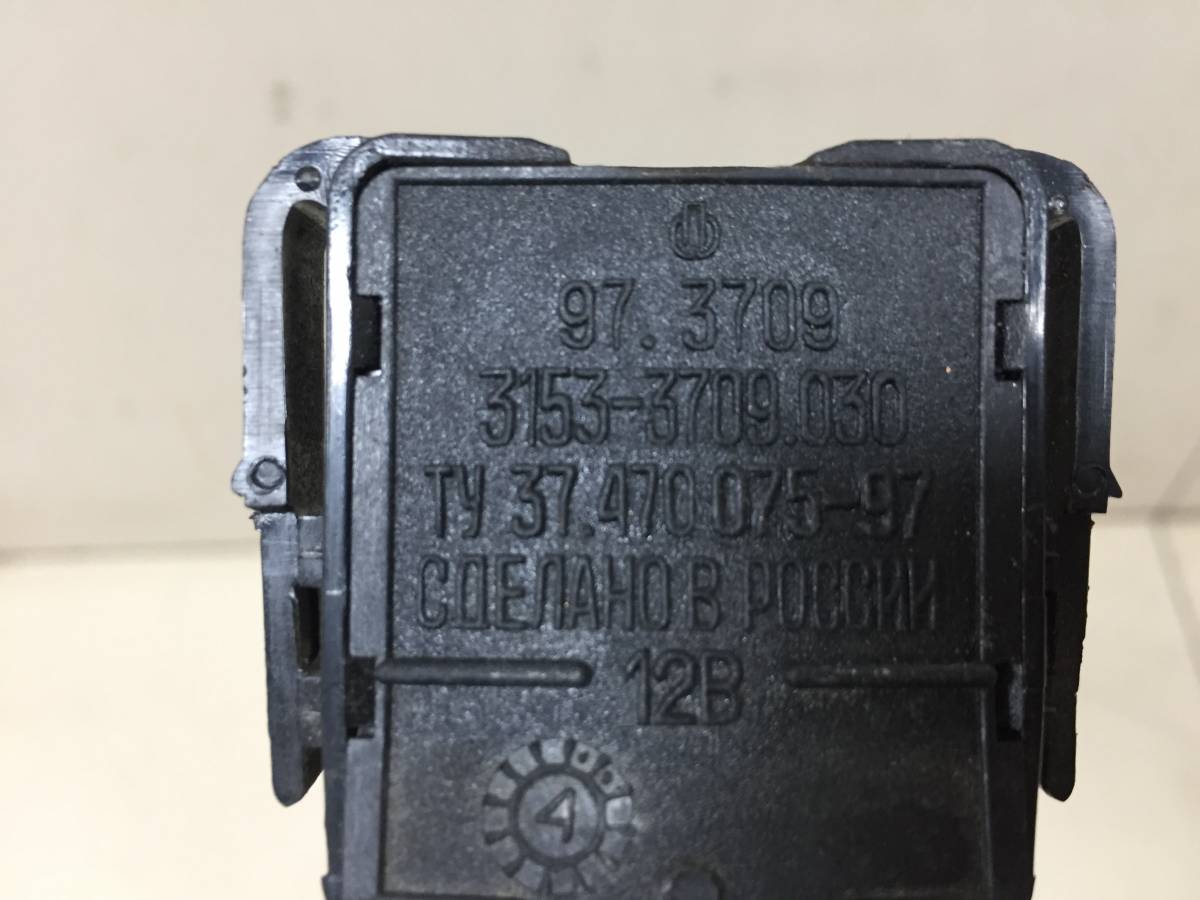 97.3709
3153-3709.030
ТУ 37.470.075-97
СДЕЛАНО В РОССИИ
12В
4